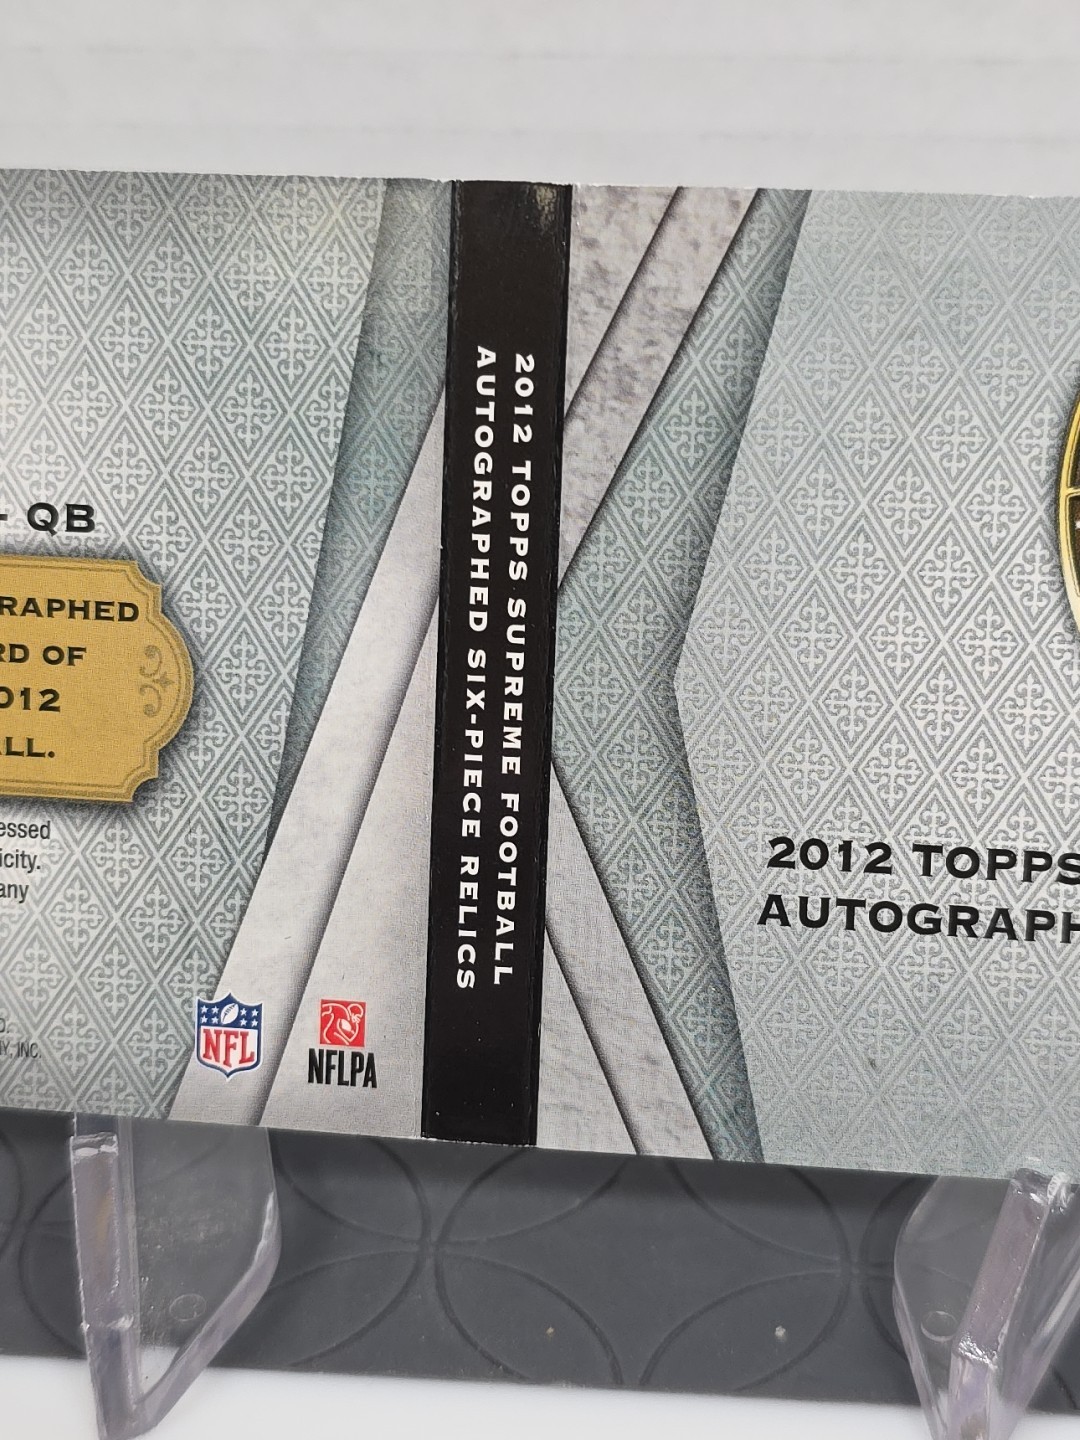 - QB
RAPHED
RD OF
012
LL.
essed
icity.
any
Y, INC.
NFL
NFLPA
2012 TOPPS SUPREME FOOTBALL
AUTOGRAPHED SIX-PIECE RELICS
2012 TOPPS
AUTOGRAPH